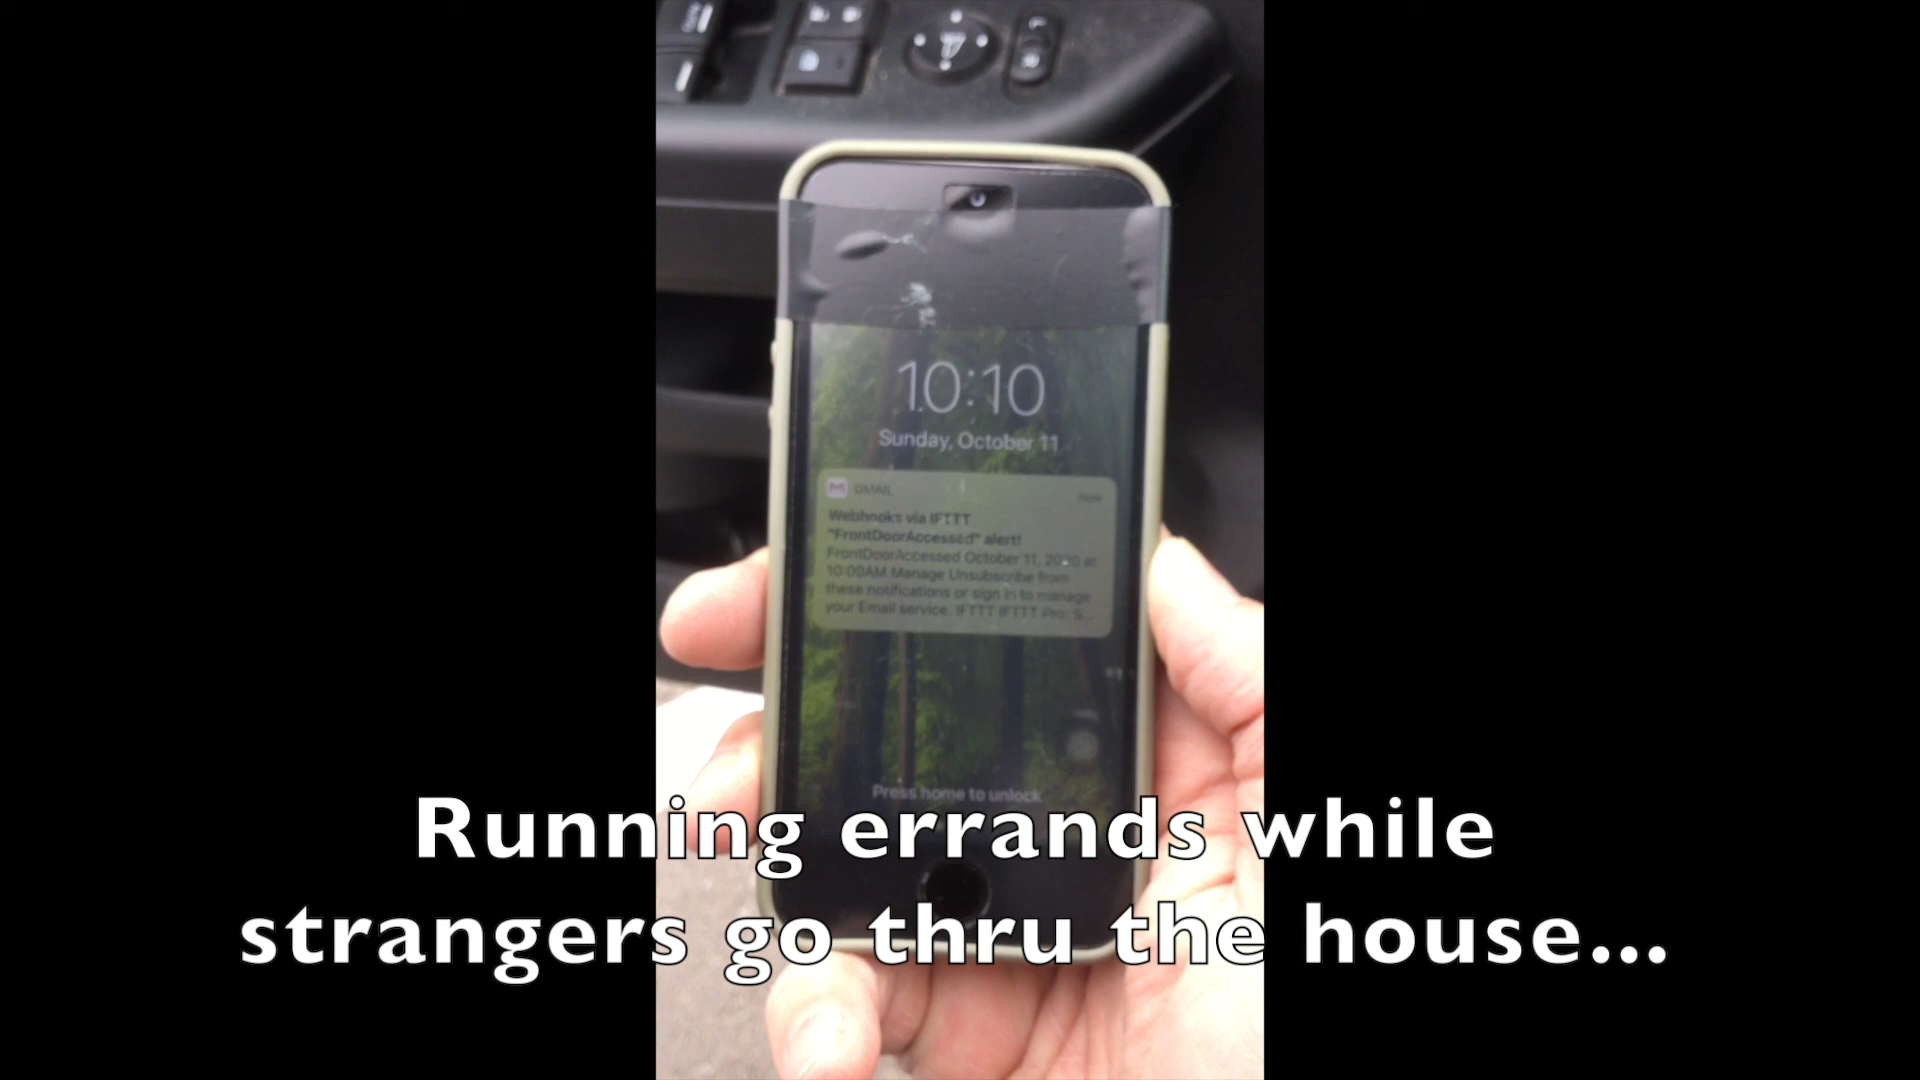 10:10
Sunday, October 11
GMAIL
now
Webhooks via IFTTT
"FrontDoorAccessed" alert!
FrontDoorAccessed October 11, 2020 at
10:09AM Manage Unsubscribe from
these notifications or sign in to manage
your Email service. IFTTT IFTTT Pro: S...
Press home to unlock
Running errands while
strangers go thru the house...